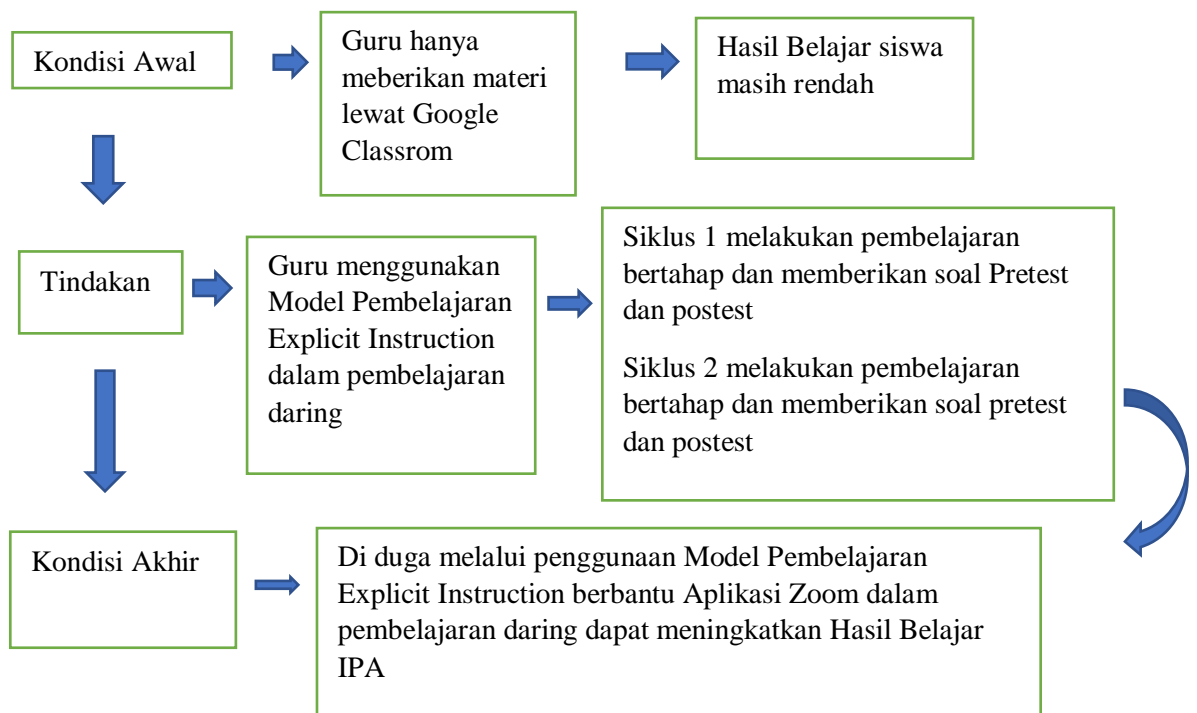 Kondisi Awal
Guru hanya
meberikan materi
lewat Google
Classrom
Hasil Belajar siswa
masih rendah
Tindakan
Guru menggunakan
Model Pembelajaran
Explicit Instruction
dalam pembelajaran
daring
Siklus 1 melakukan pembelajaran
bertahap dan memberikan soal Pretest
dan postest
Siklus 2 melakukan pembelajaran
bertahap dan memberikan soal pretest
dan postest
Kondisi Akhir
Di duga melalui penggunaan Model Pembelajaran
Explicit Instruction berbantu Aplikasi Zoom dalam
pembelajaran daring dapat meningkatkan Hasil Belajar
IPA